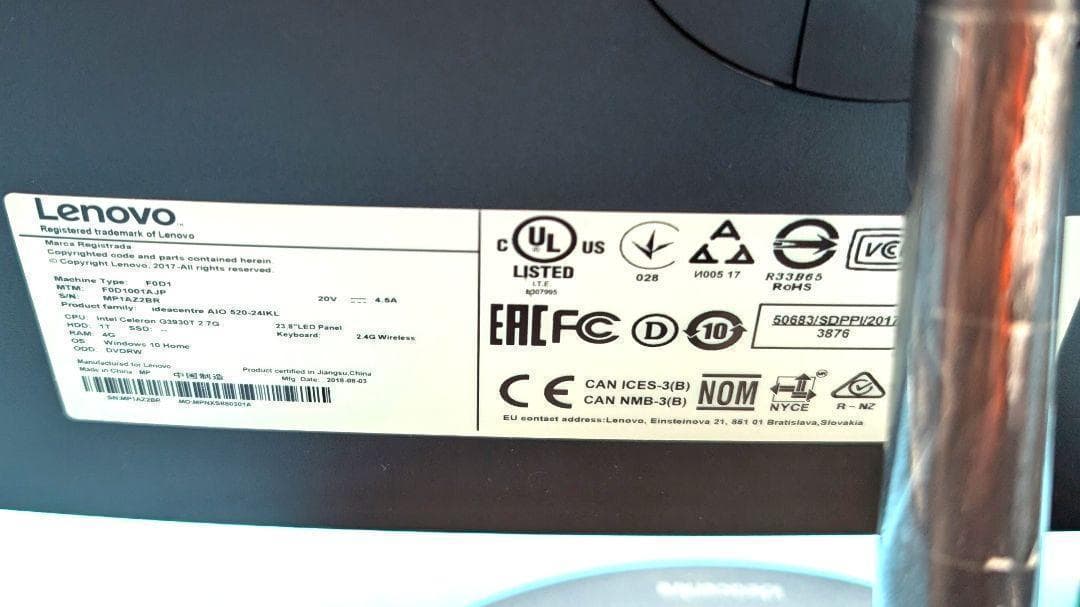 Lenovo
Registered trademark of Lenovo
Marca Registrada
Copyrighted code and parts contained herein.
© Copyright Lenovo. 2017-All rights reserved.
Machine Type: F0D1
MTM: F0D1001AJP
S/N: MP1AZ2BR 20V 4.5A
Product family: ideacentre AIO 520-24IKL
CPU: Intel Celeron G3930T 2.7G
HDD: 1T SSD: -- 23.8"LED Panel
RAM: 4G Keyboard: 2.4G Wireless
OS: Windows 10 Home
ODD: DVDRW
Manufactured for Lenovo
Made in China MP 中国制造 Product certified in Jiangsu,China
Mfg Date: 2018-08-03
S/N:MP1AZ2BR
C UL US
LISTED
I.T.E.
028
И005 17
R33B65
RoHS
VC
EAC FC D 10
50683/SDPPI/2017
3876
CE CAN ICES-3(B)
CAN NMB-3(B)
NOM
NYCE
R-NZ
EU contact address:Lenovo, Einsteinova 21, 851 01 Bratislava,Slovakia
ideacentre